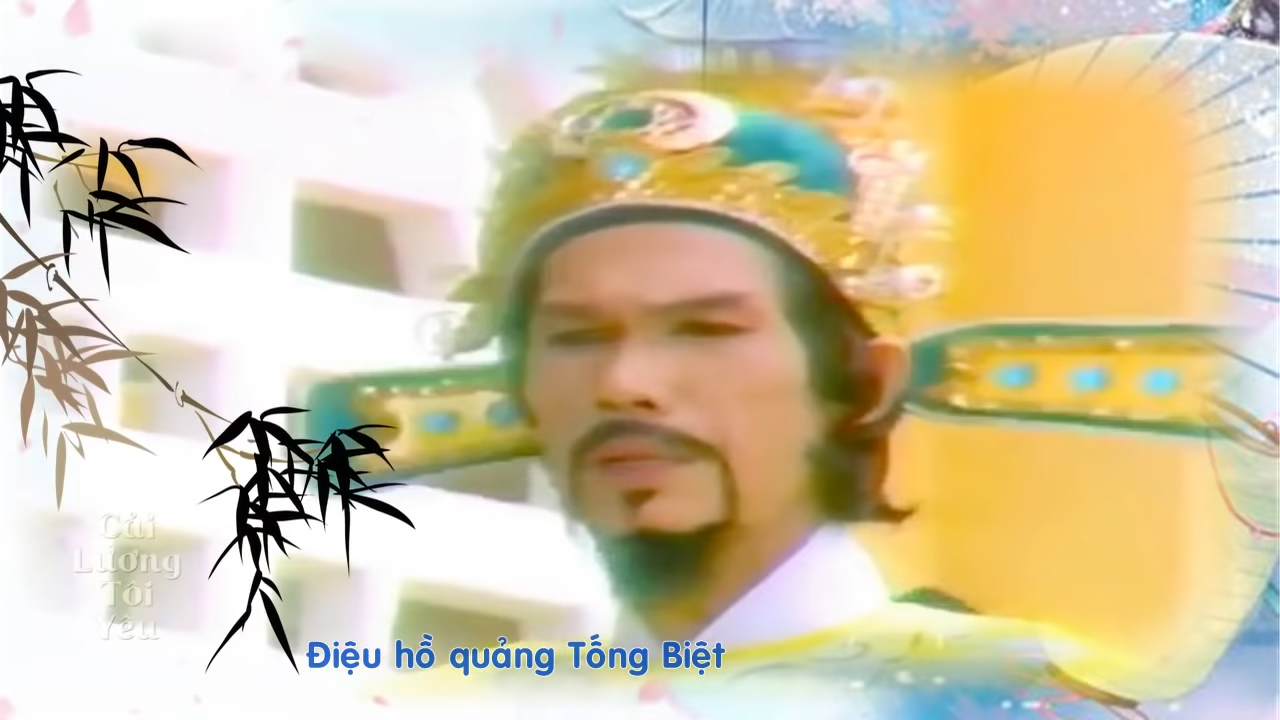 Cải
Lương
Tôi
Yêu
Điệu hồ quảng Tống Biệt